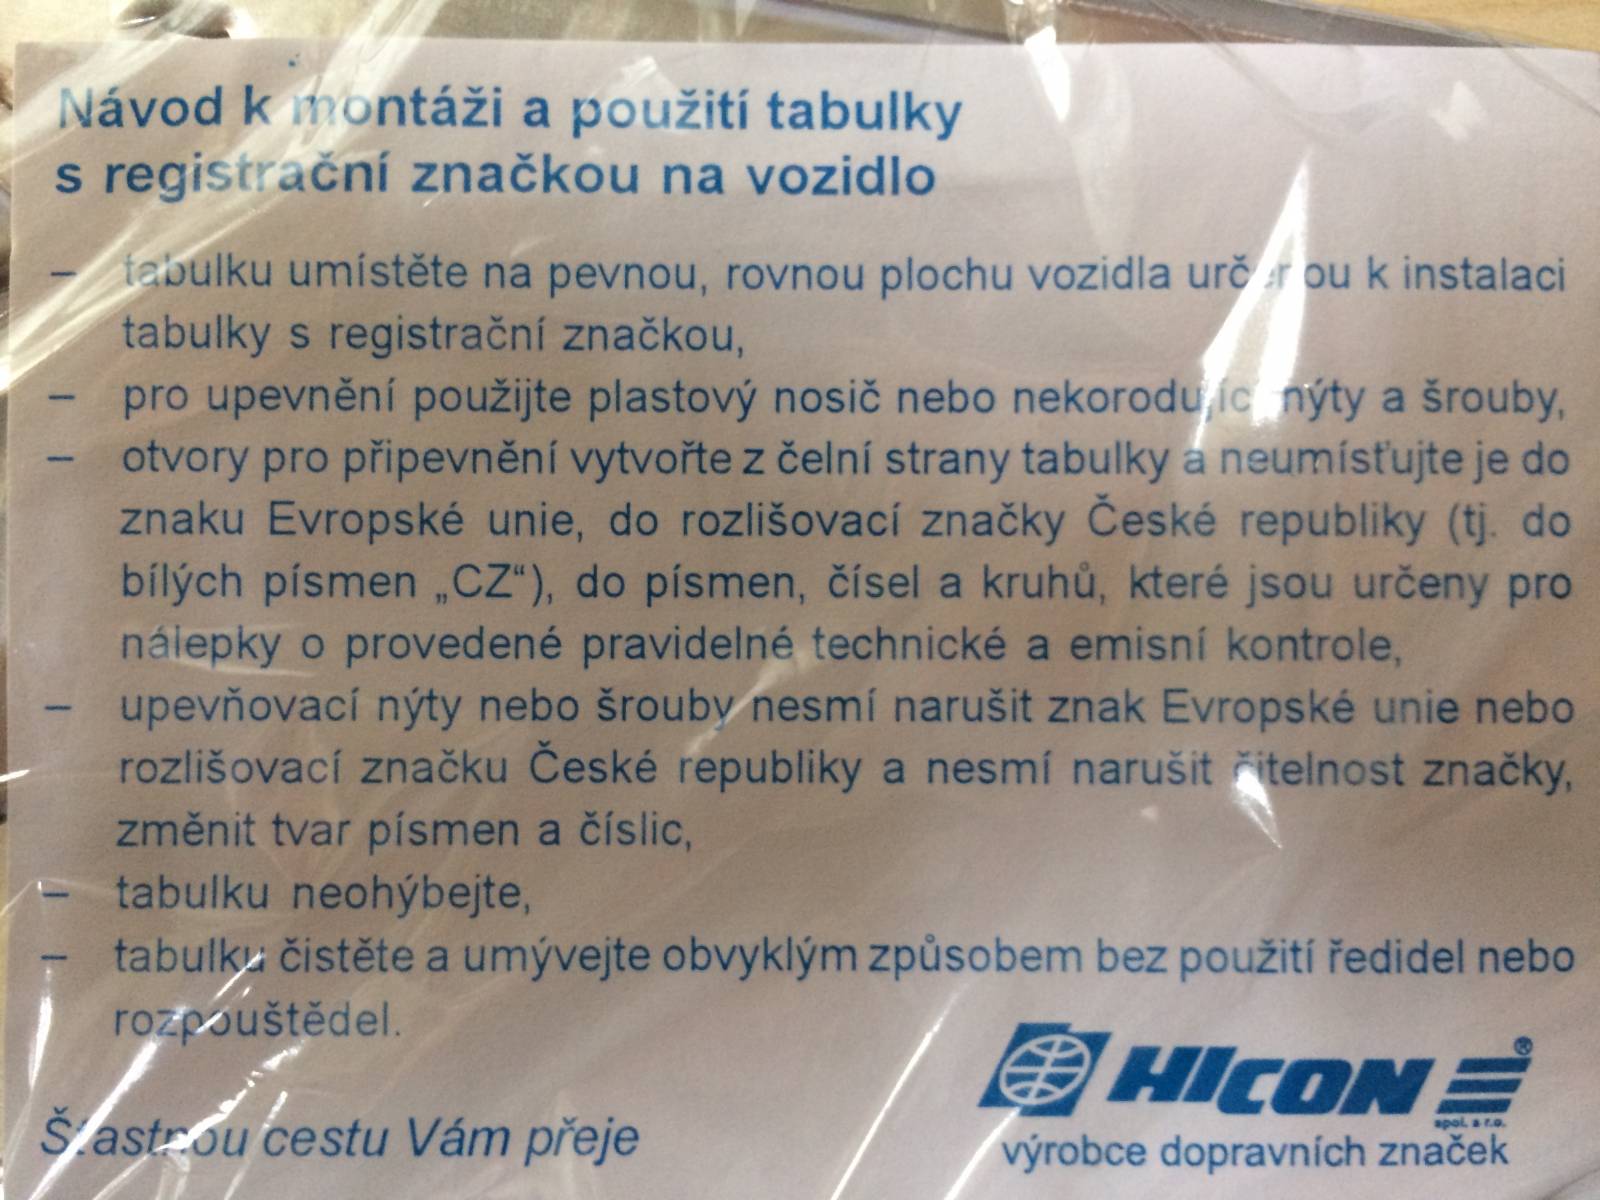 Návod k montáži a použití tabulky
s registrační značkou na vozidlo
– tabulku umístěte na pevnou, rovnou plochu vozidla určenou k instalaci
tabulky s registrační značkou,
– pro upevnění použijte plastový nosič nebo nekorodující nýty a šrouby,
– otvory pro připevnění vytvořte z čelní strany tabulky a neumísťujte je do
znaku Evropské unie, do rozlišovací značky České republiky (tj. do
bílých písmen „CZ“), do písmen, čísel a kruhů, které jsou určeny pro
nálepky o provedené pravidelné technické a emisní kontrole,
– upevňovací nýty nebo šrouby nesmí narušit znak Evropské unie nebo
rozlišovací značku České republiky a nesmí narušit čitelnost značky,
změnit tvar písmen a číslic,
– tabulku neohýbejte,
– tabulku čistěte a umývejte obvyklým způsobem bez použití ředidel nebo
rozpouštědel.
HICON ®
spol. s r.o.
Šťastnou cestu Vám přeje
výrobce dopravních značek